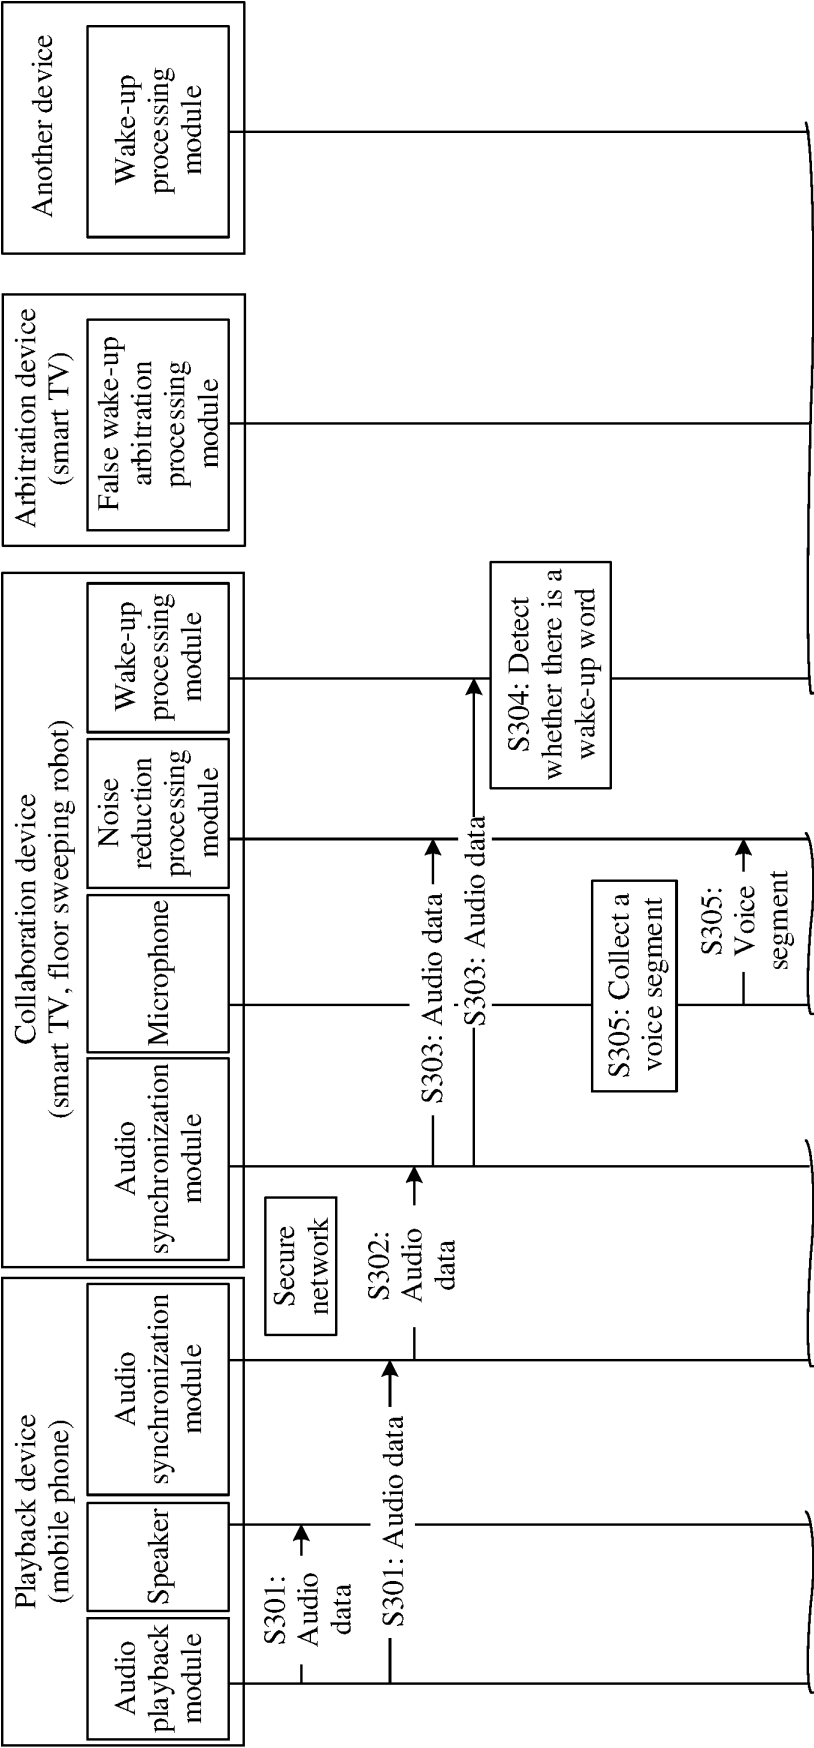 Playback device
(mobile phone)
Audio
playback
module
Speaker
Audio
synchronization
module
Collaboration device
(smart TV, floor sweeping robot)
Audio
synchronization
module
Microphone
Noise
reduction
processing
module
Wake-up
processing
module
Arbitration device
(smart TV)
False wake-up
arbitration
processing
module
Another device
Wake-up
processing
module
S301:
Audio
data
Secure
network
S301: Audio data
S302:
Audio
data
S303: Audio data
S303: Audio data
S304: Detect
whether there is a
wake-up word
S305: Collect a
voice segment
S305:
Voice
segment